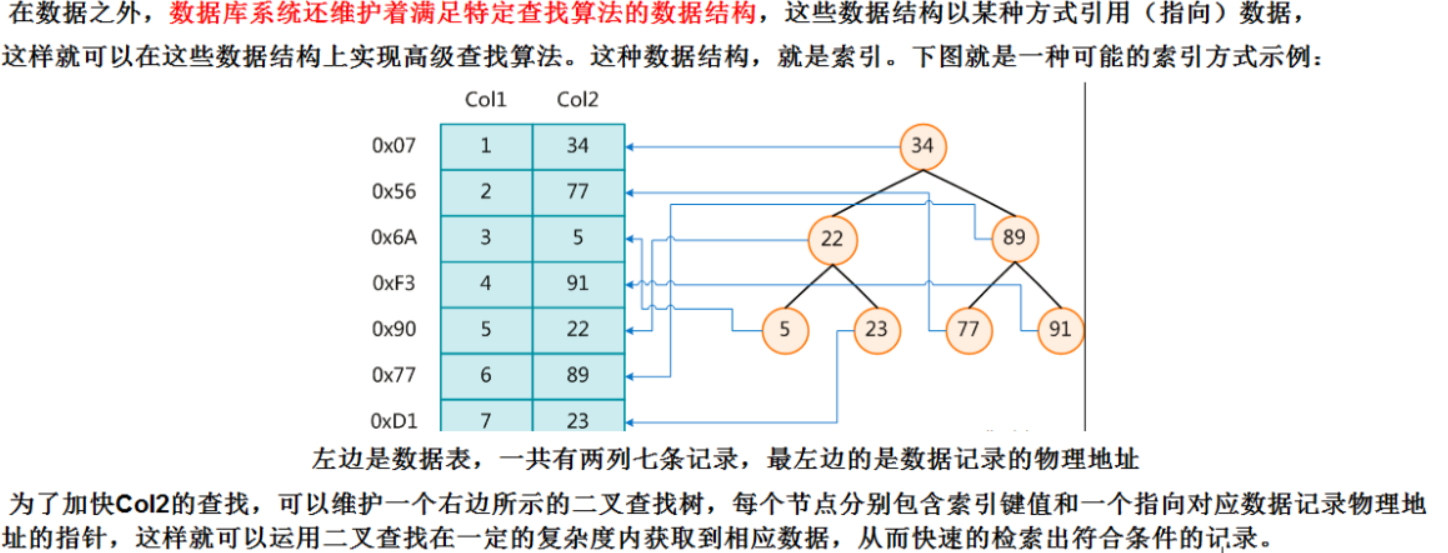 在数据之外，数据库系统还维护着满足特定查找算法的数据结构，这些数据结构以某种方式引用（指向）数据，
这样就可以在这些数据结构上实现高级查找算法。这种数据结构，就是索引。下图就是一种可能的索引方式示例：
Col1 Col2
0x07 1 34 34
0x56 2 77
0x6A 3 5 22 89
0xF3 4 91
0x90 5 22 5 23 77 91
0x77 6 89
0xD1 7 23
左边是数据表，一共有两列七条记录，最左边的是数据记录的物理地址
为了加快Col2的查找，可以维护一个右边所示的二叉查找树，每个节点分别包含索引键值和一个指向对应数据记录物理地
址的指针，这样就可以运用二叉查找在一定的复杂度内获取到相应数据，从而快速的检索出符合条件的记录。